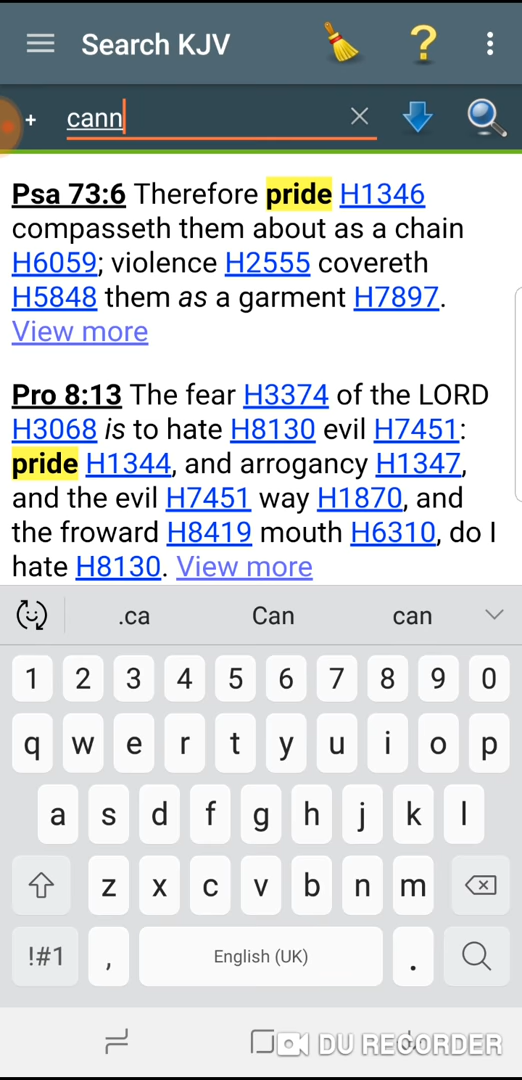 Search KJV
?
+ cann
Psa 73:6 Therefore pride H1346
compasseth them about as a chain
H6059; violence H2555 covereth
H5848 them as a garment H7897.
View more
Pro 8:13 The fear H3374 of the LORD
H3068 is to hate H8130 evil H7451:
pride H1344, and arrogancy H1347,
and the evil H7451 way H1870, and
the froward H8419 mouth H6310, do I
hate H8130. View more
.ca Can can
1 2 3 4 5 6 7 8 9 0
q w e r t y u i o p
a s d f g h j k l
z x c v b n m
!#1 , English (UK) .
DU RECORDER